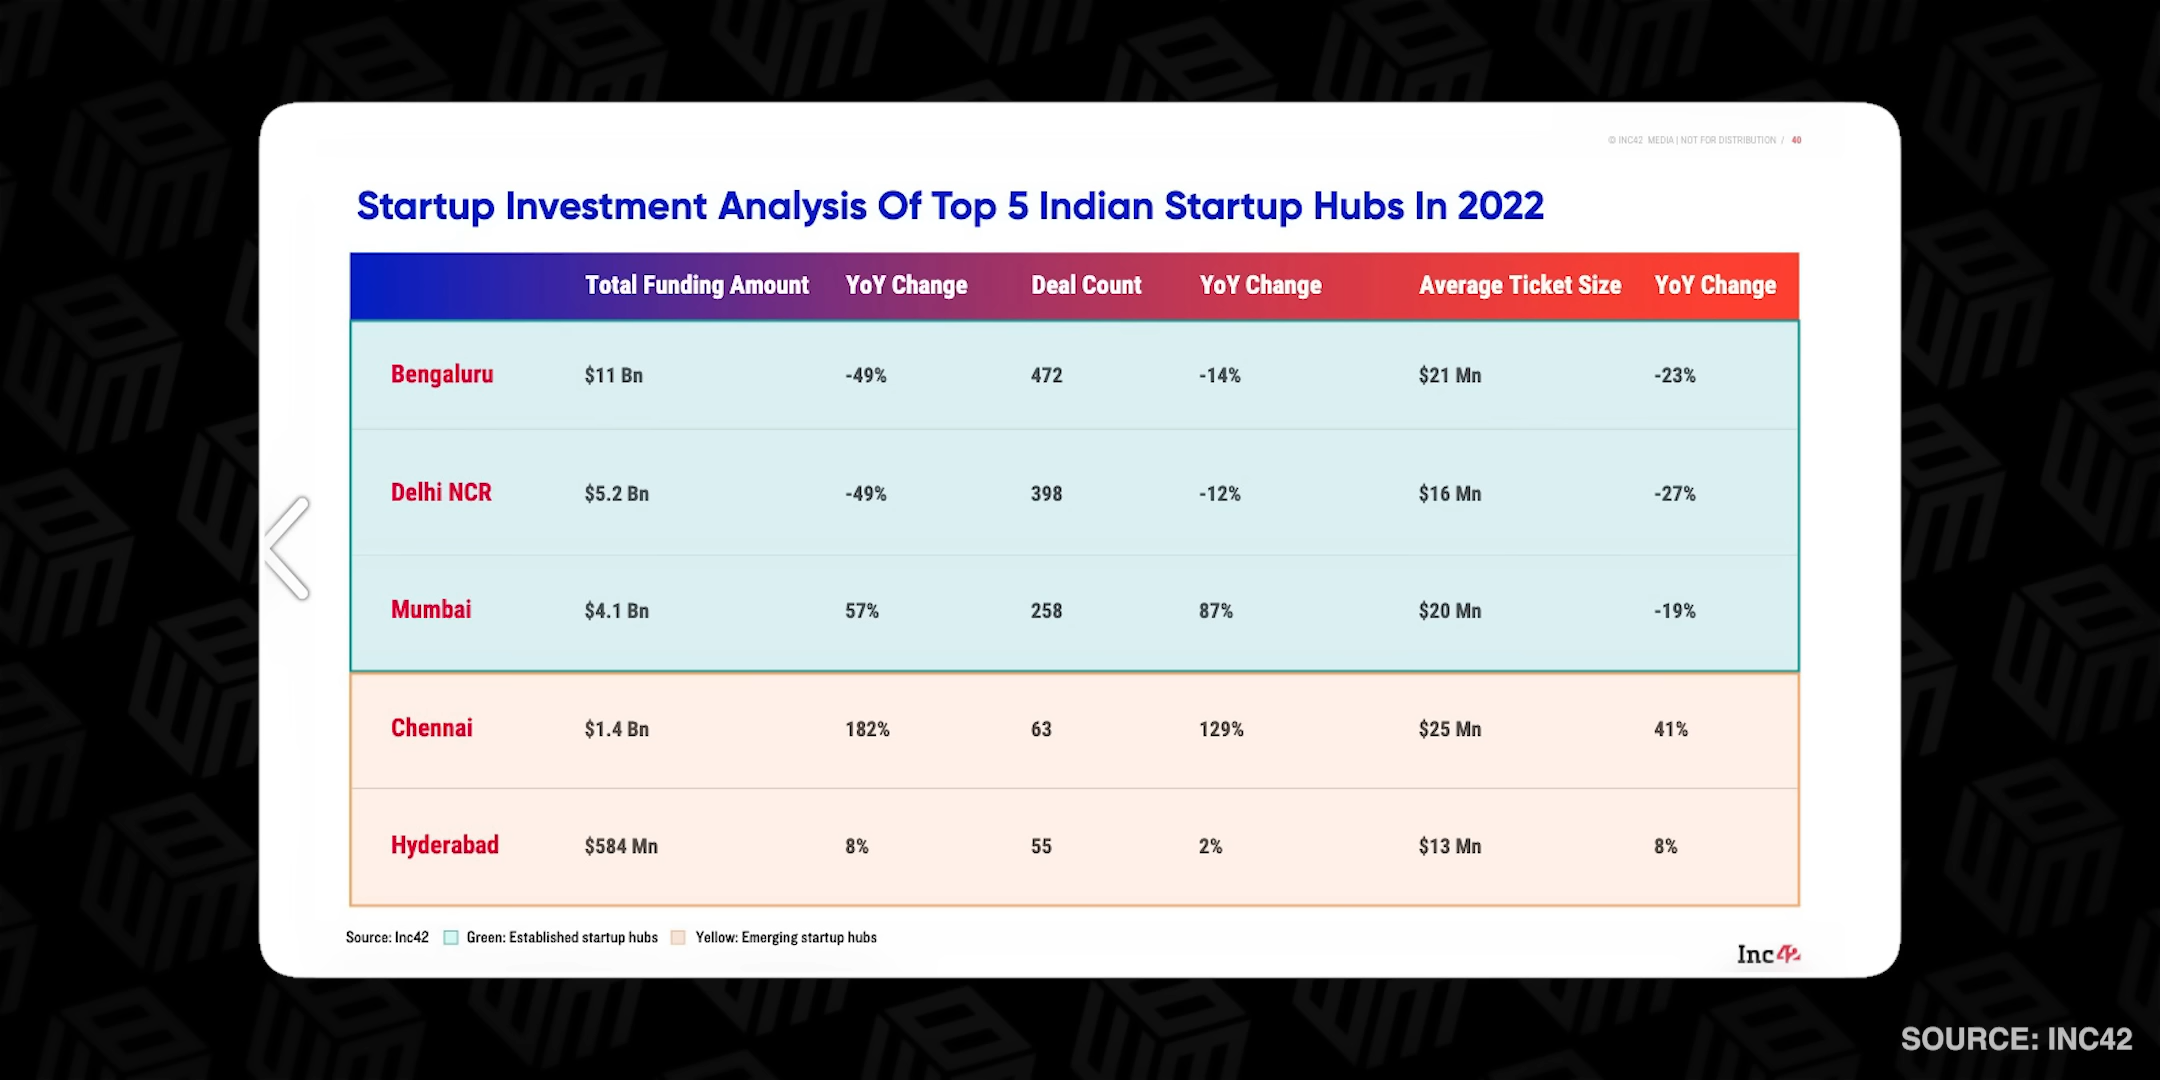 © INC42 MEDIA | NOT FOR DISTRIBUTION / 40
Startup Investment Analysis Of Top 5 Indian Startup Hubs In 2022
Total Funding Amount YoY Change Deal Count YoY Change Average Ticket Size YoY Change
Bengaluru $11 Bn -49% 472 -14% $21 Mn -23%
Delhi NCR $5.2 Bn -49% 398 -12% $16 Mn -27%
Mumbai $4.1 Bn 57% 258 87% $20 Mn -19%
Chennai $1.4 Bn 182% 63 129% $25 Mn 41%
Hyderabad $584 Mn 8% 55 2% $13 Mn 8%
Source: Inc42 Green: Established startup hubs Yellow: Emerging startup hubs
Inc42
SOURCE: INC42